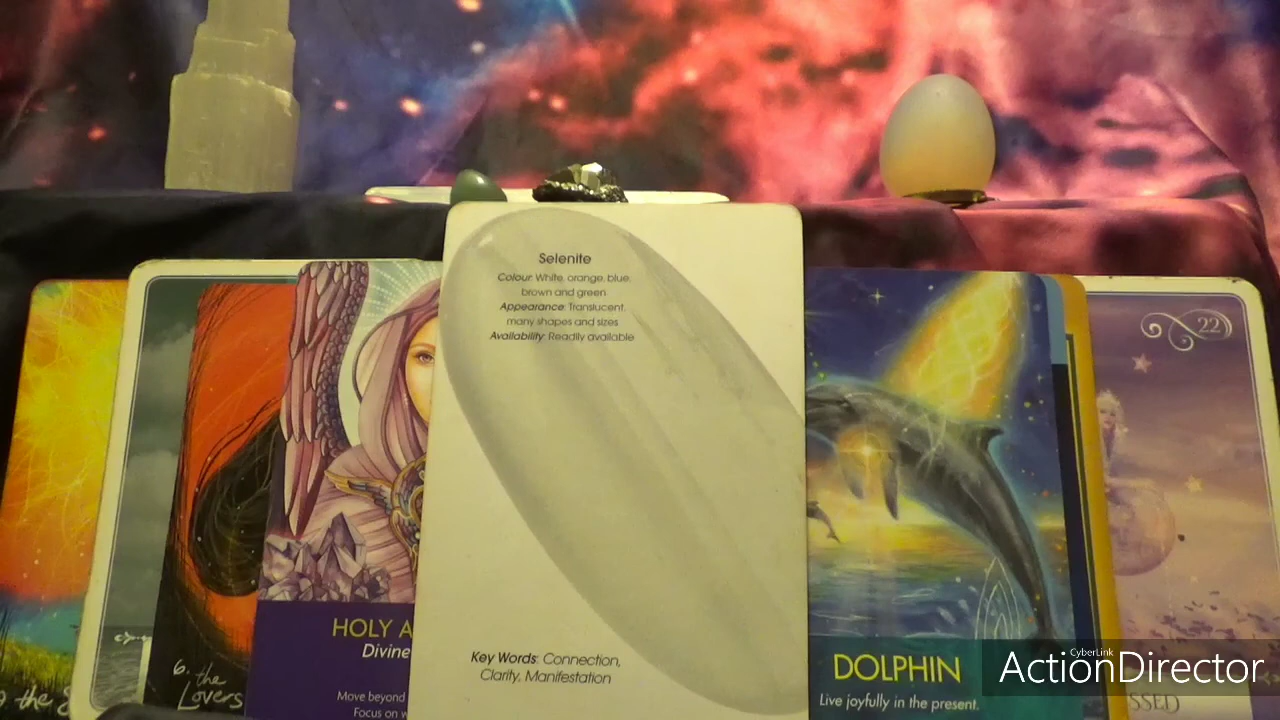 Selenite
Colour: White, orange, blue,
brown and green
Appearance: Translucent,
many shapes and sizes
Availability: Readily available
Key Words: Connection,
Clarity, Manifestation
the
6. the
Lovers
HOLY A
Divine
Move beyond
Focus on
DOLPHIN
Live joyfully in the present.
22
SSED
CyberLink
ActionDirector